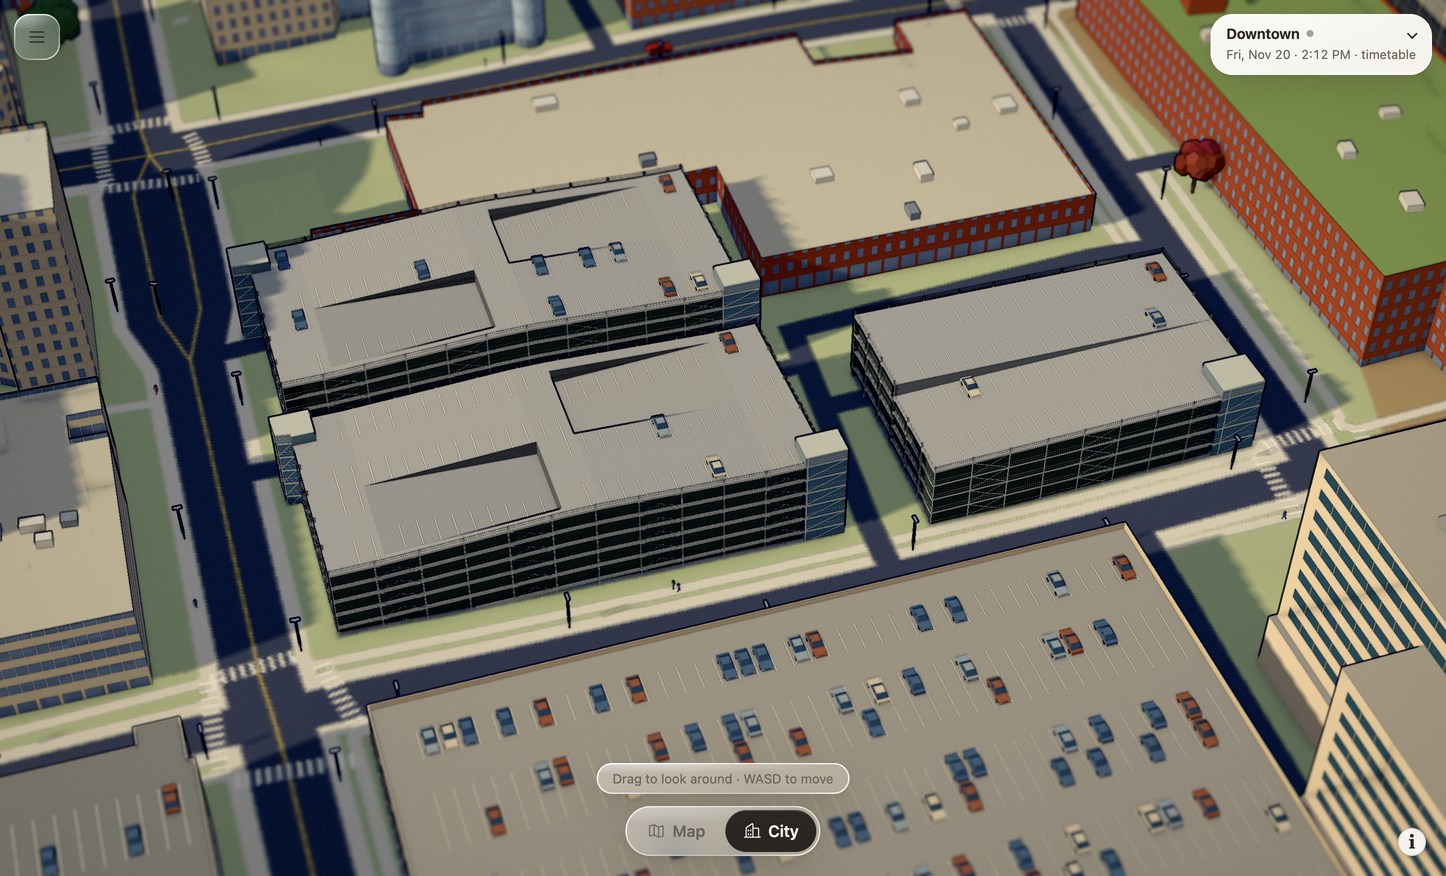 Downtown
Fri, Nov 20 · 2:12 PM · timetable
Drag to look around · WASD to move
Map
City
i